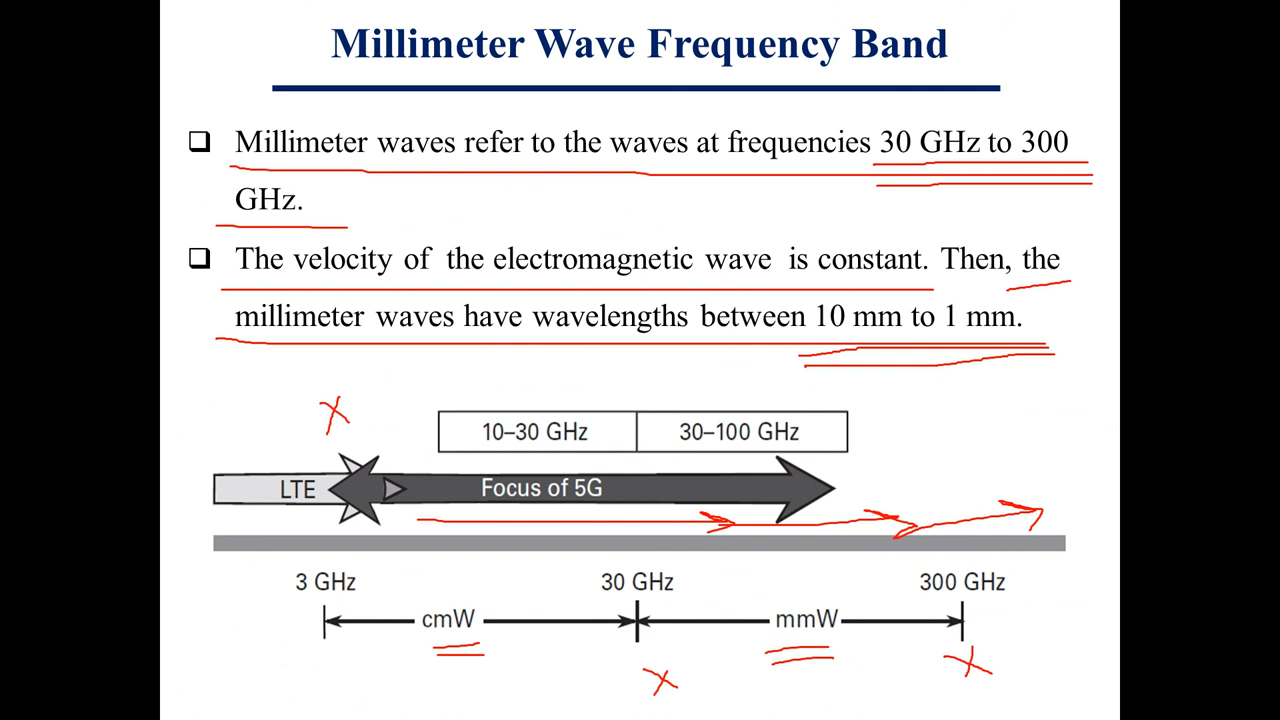 Millimeter Wave Frequency Band
Millimeter waves refer to the waves at frequencies 30 GHz to 300
GHz.
The velocity of the electromagnetic wave is constant. Then, the
millimeter waves have wavelengths between 10 mm to 1 mm.
10–30 GHz 30–100 GHz
LTE Focus of 5G
3 GHz 30 GHz 300 GHz
cmW mmW